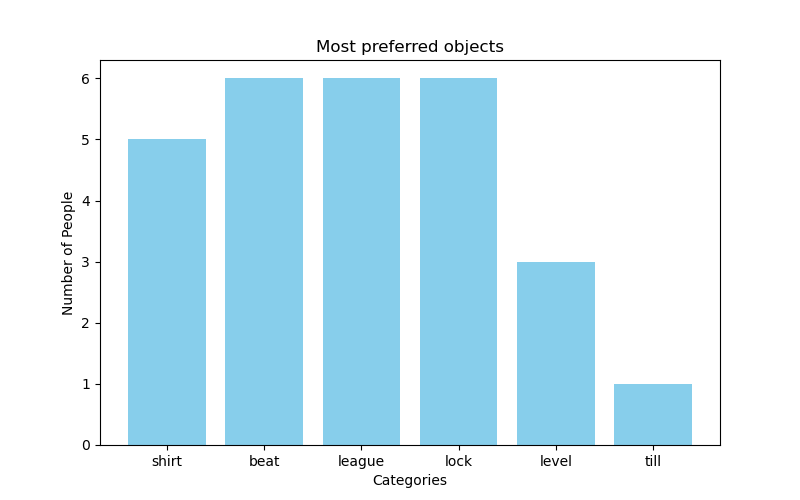 Most preferred objects
6
5
4
3
2
1
0
Number of People
shirt beat league lock level till
Categories